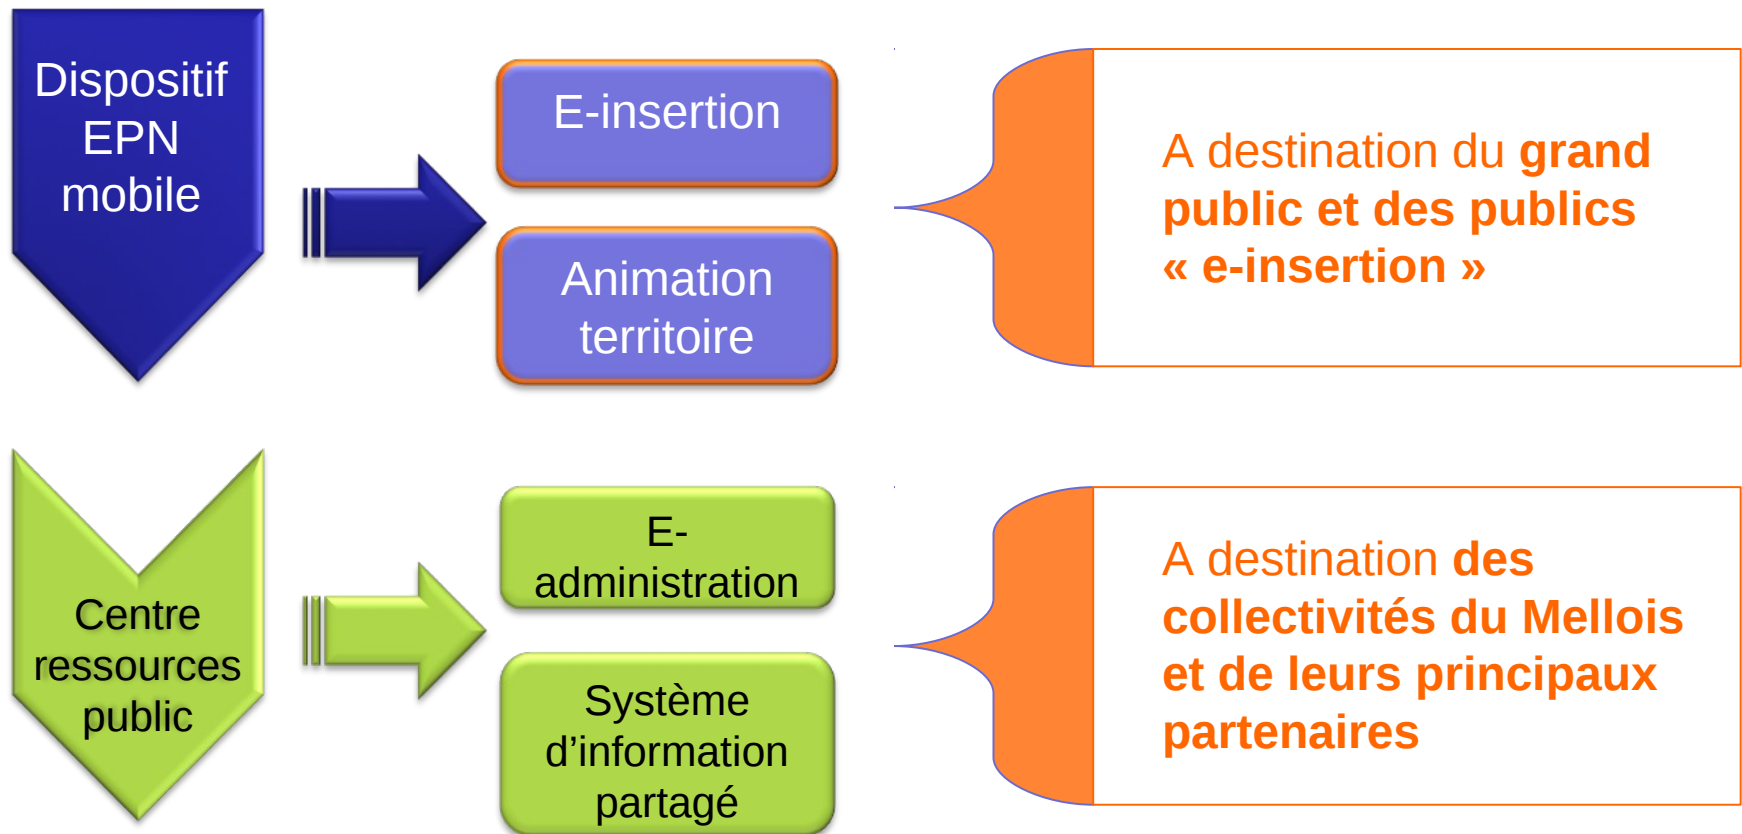 Dispositif
EPN
mobile
E-insertion
Animation
territoire
A destination du grand
public et des publics
« e-insertion »
Centre
ressources
public
E-
administration
Système
d’information
partagé
A destination des
collectivités du Mellois
et de leurs principaux
partenaires